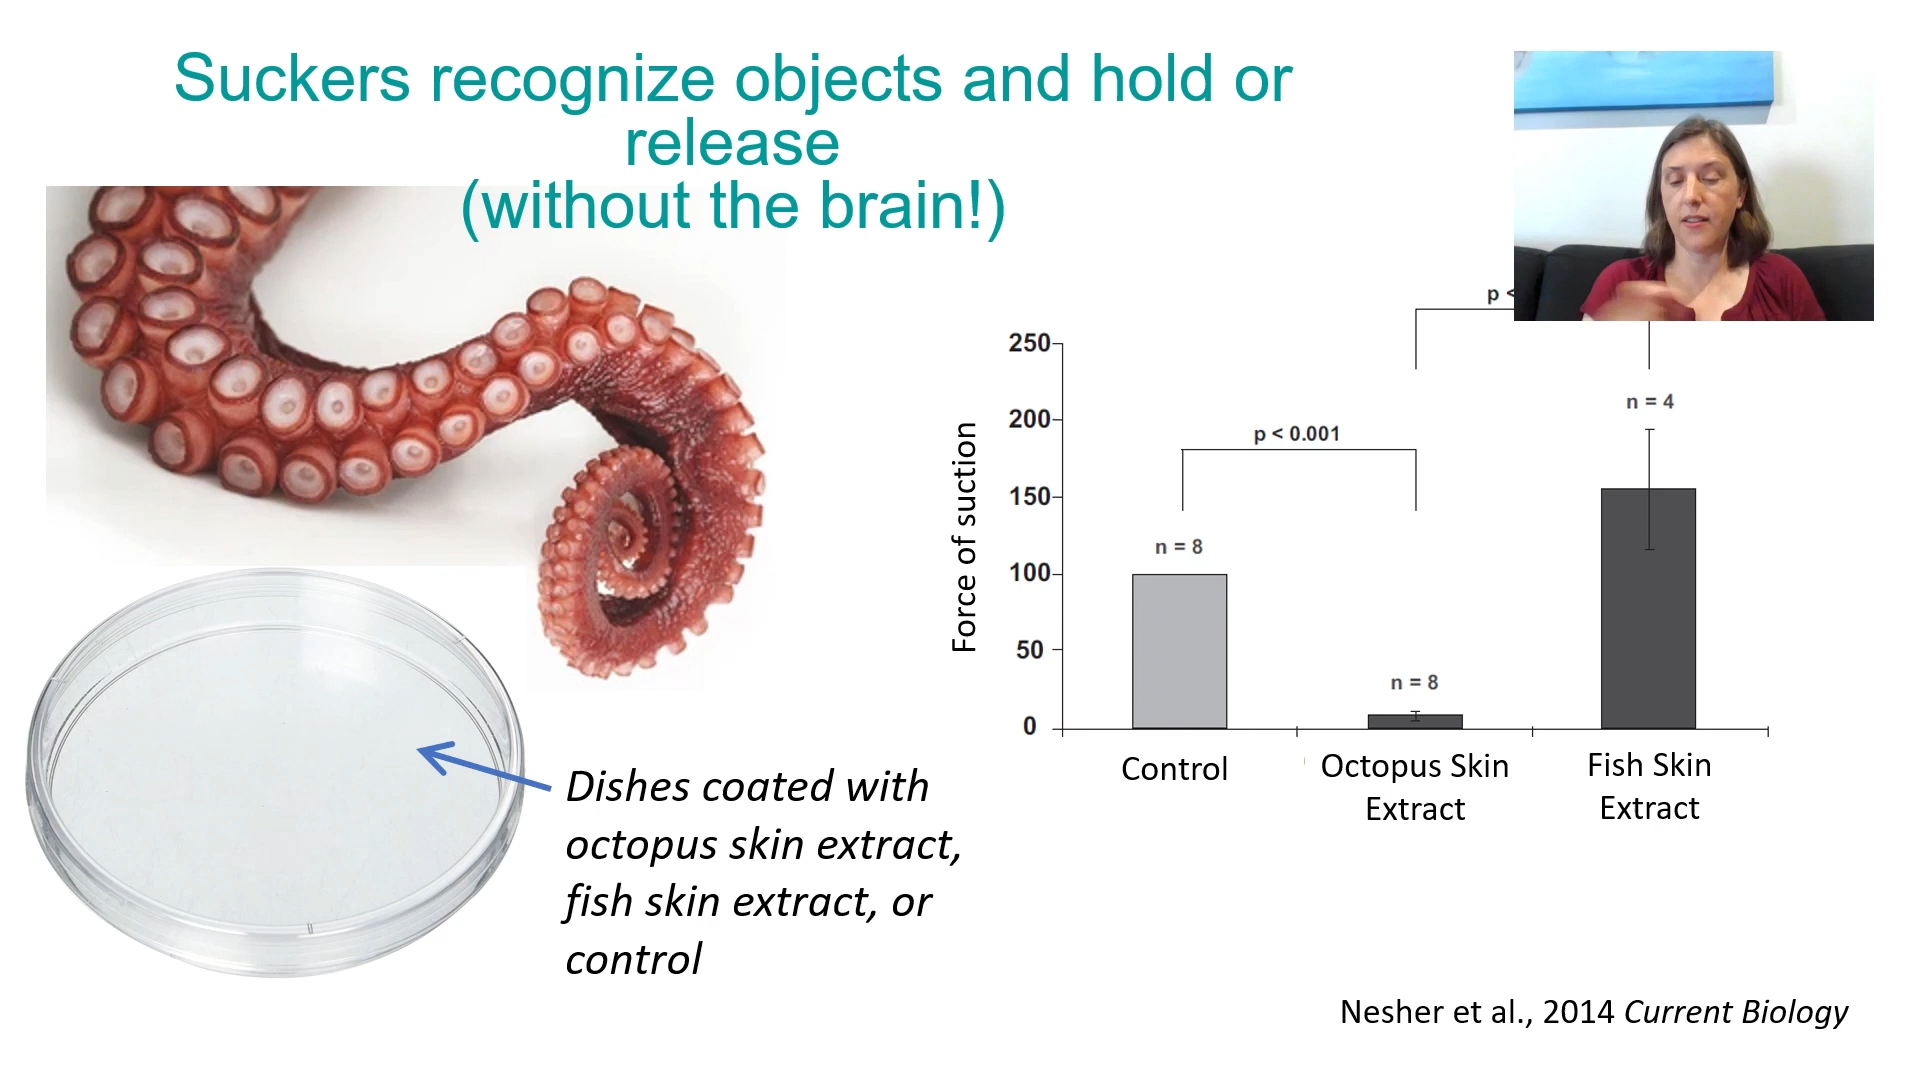 Suckers recognize objects and hold or
release
(without the brain!)
p <
250
200
150
100
50
0
Force of suction
n = 4
p < 0.001
n = 8
n = 8
Control
Octopus Skin
Extract
Fish Skin
Extract
Dishes coated with
octopus skin extract,
fish skin extract, or
control
Nesher et al., 2014 Current Biology